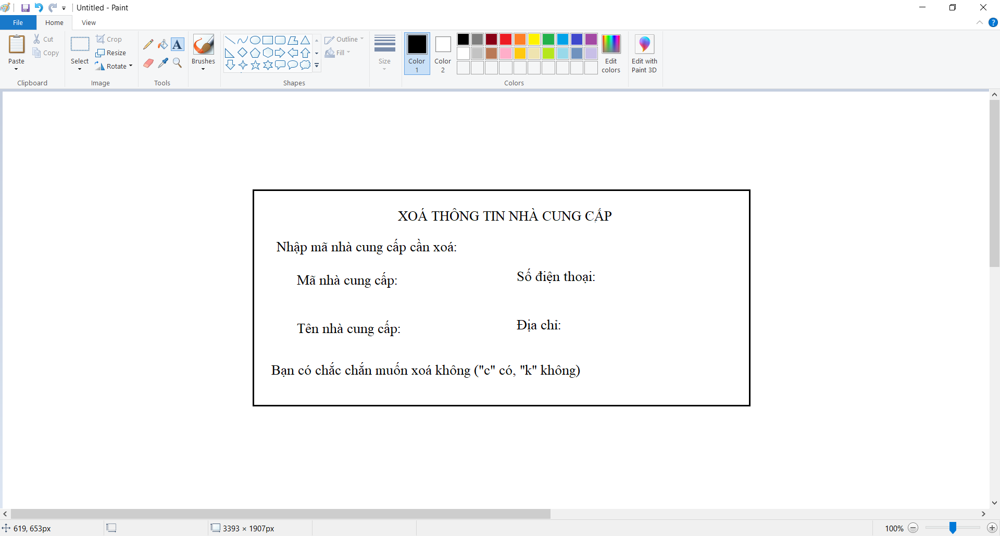 Untitled - Paint
File Home View
Paste Cut Copy Clipboard
Select Crop Resize Rotate Image
A Tools
Brushes
Outline Fill Shapes
Size
Color 1 Color 2 Edit colors Colors
Edit with Paint 3D
XOÁ THÔNG TIN NHÀ CUNG CẤP
Nhập mã nhà cung cấp cần xoá:
Mã nhà cung cấp: Số điện thoại:
Tên nhà cung cấp: Địa chỉ:
Bạn có chắc chắn muốn xoá không ("c" có, "k" không)
619, 653px 3393 × 1907px 100%